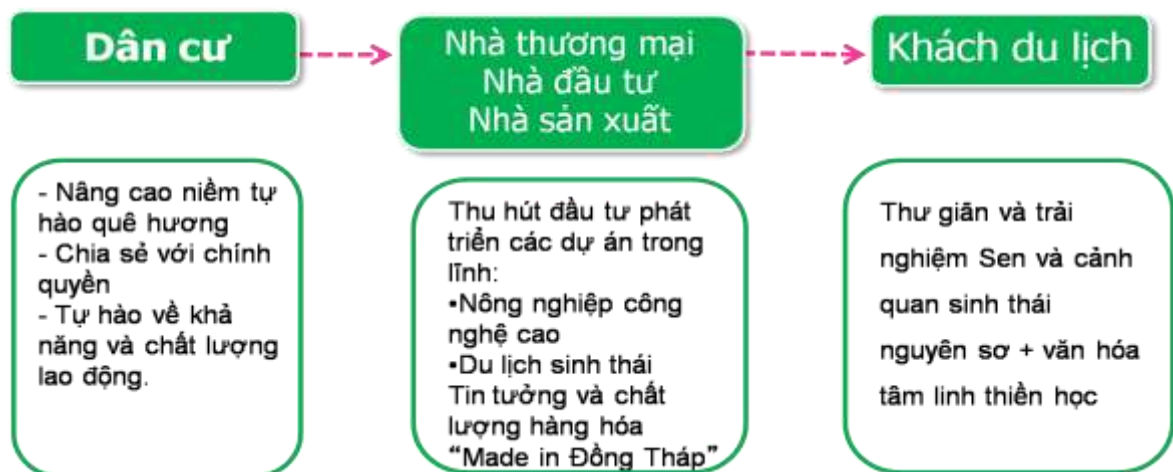 Dân cư
Nhà thương mại
Nhà đầu tư
Nhà sản xuất
Khách du lịch
- Nâng cao niềm tự
hào quê hương
- Chia sẻ với chính
quyền
- Tự hào về khả
năng và chất lượng
lao động.
Thu hút đầu tư phát
triển các dự án trong
lĩnh:
•Nông nghiệp công
nghệ cao
•Du lịch sinh thái
Tin tưởng và chất
lượng hàng hóa
“Made in Đồng Tháp”
Thư giãn và trải
nghiệm Sen và cảnh
quan sinh thái
nguyên sơ + văn hóa
tâm linh thiền học